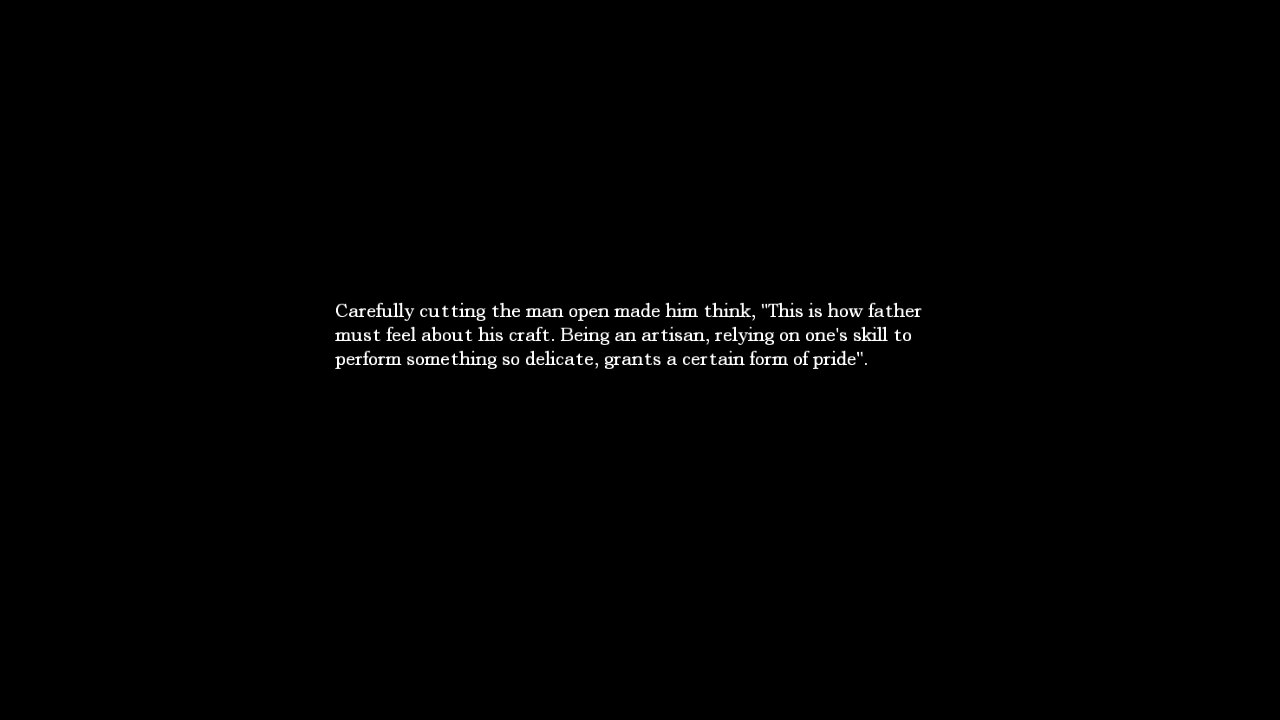 Carefully cutting the man open made him think, "This is how father
must feel about his craft. Being an artisan, relying on one's skill to
perform something so delicate, grants a certain form of pride".